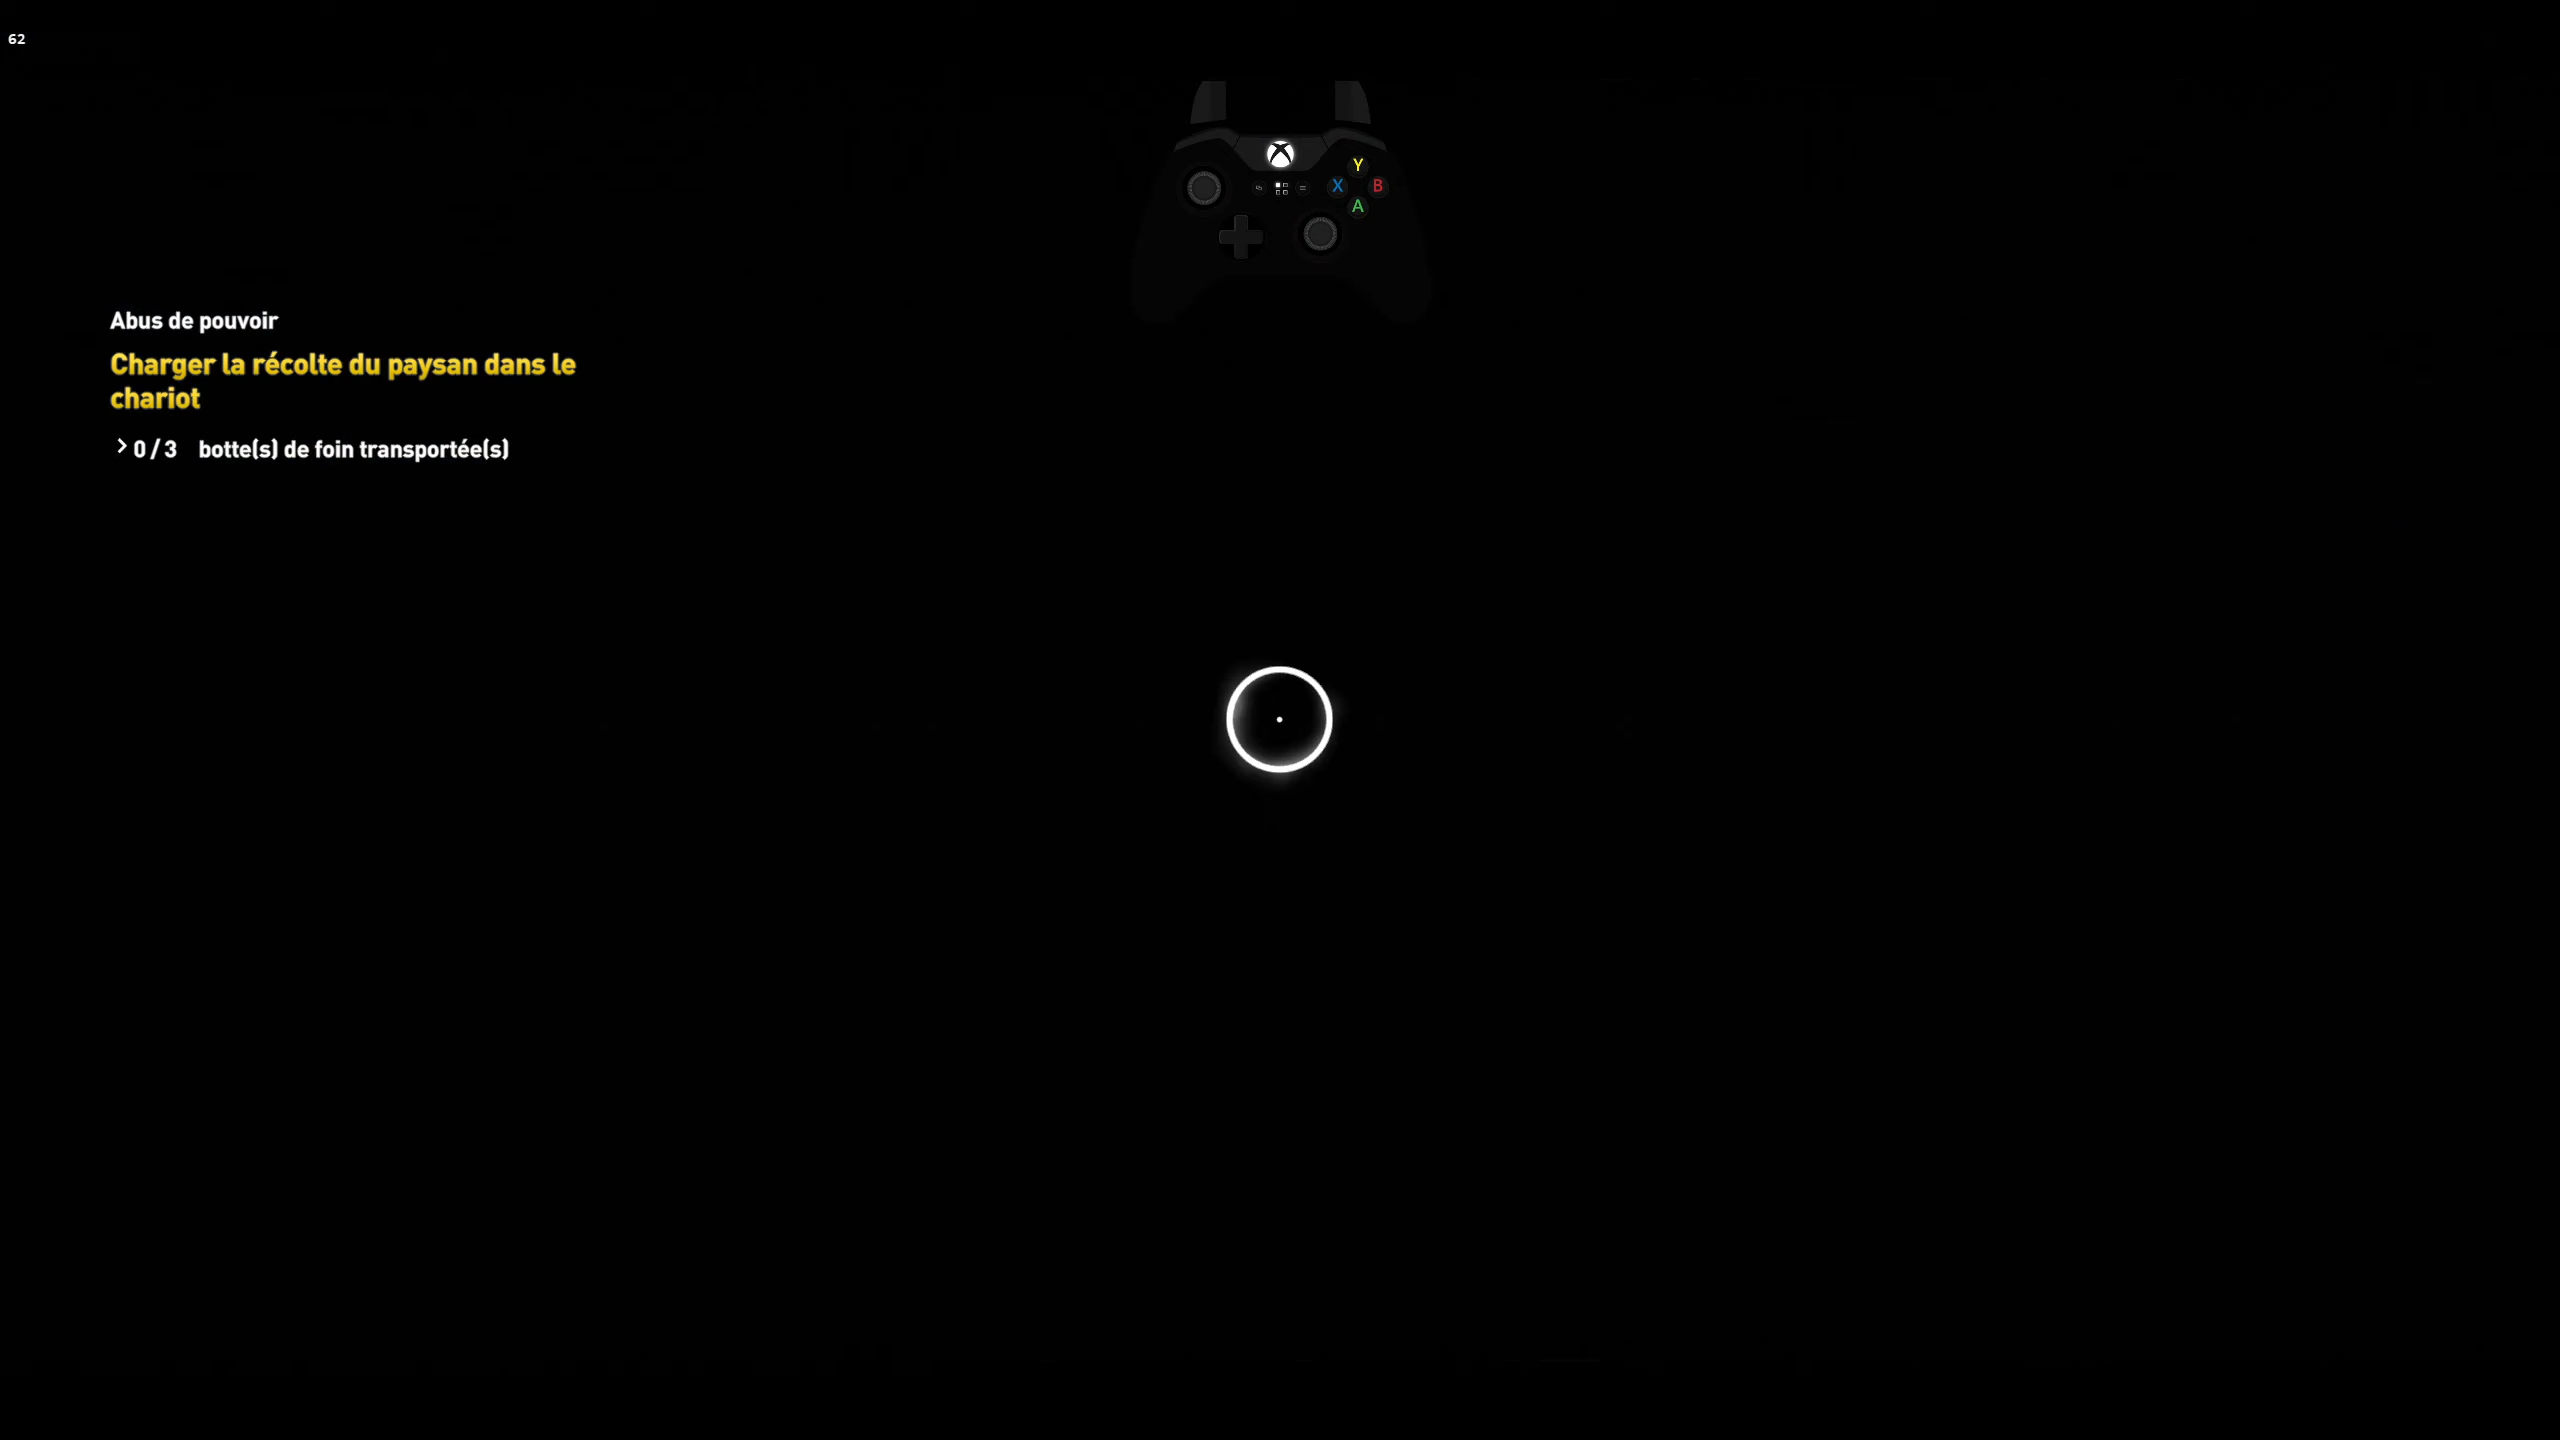 62
Y
X B
A
Abus de pouvoir
Charger la récolte du paysan dans le
chariot
> 0 / 3 botte(s) de foin transportée(s)